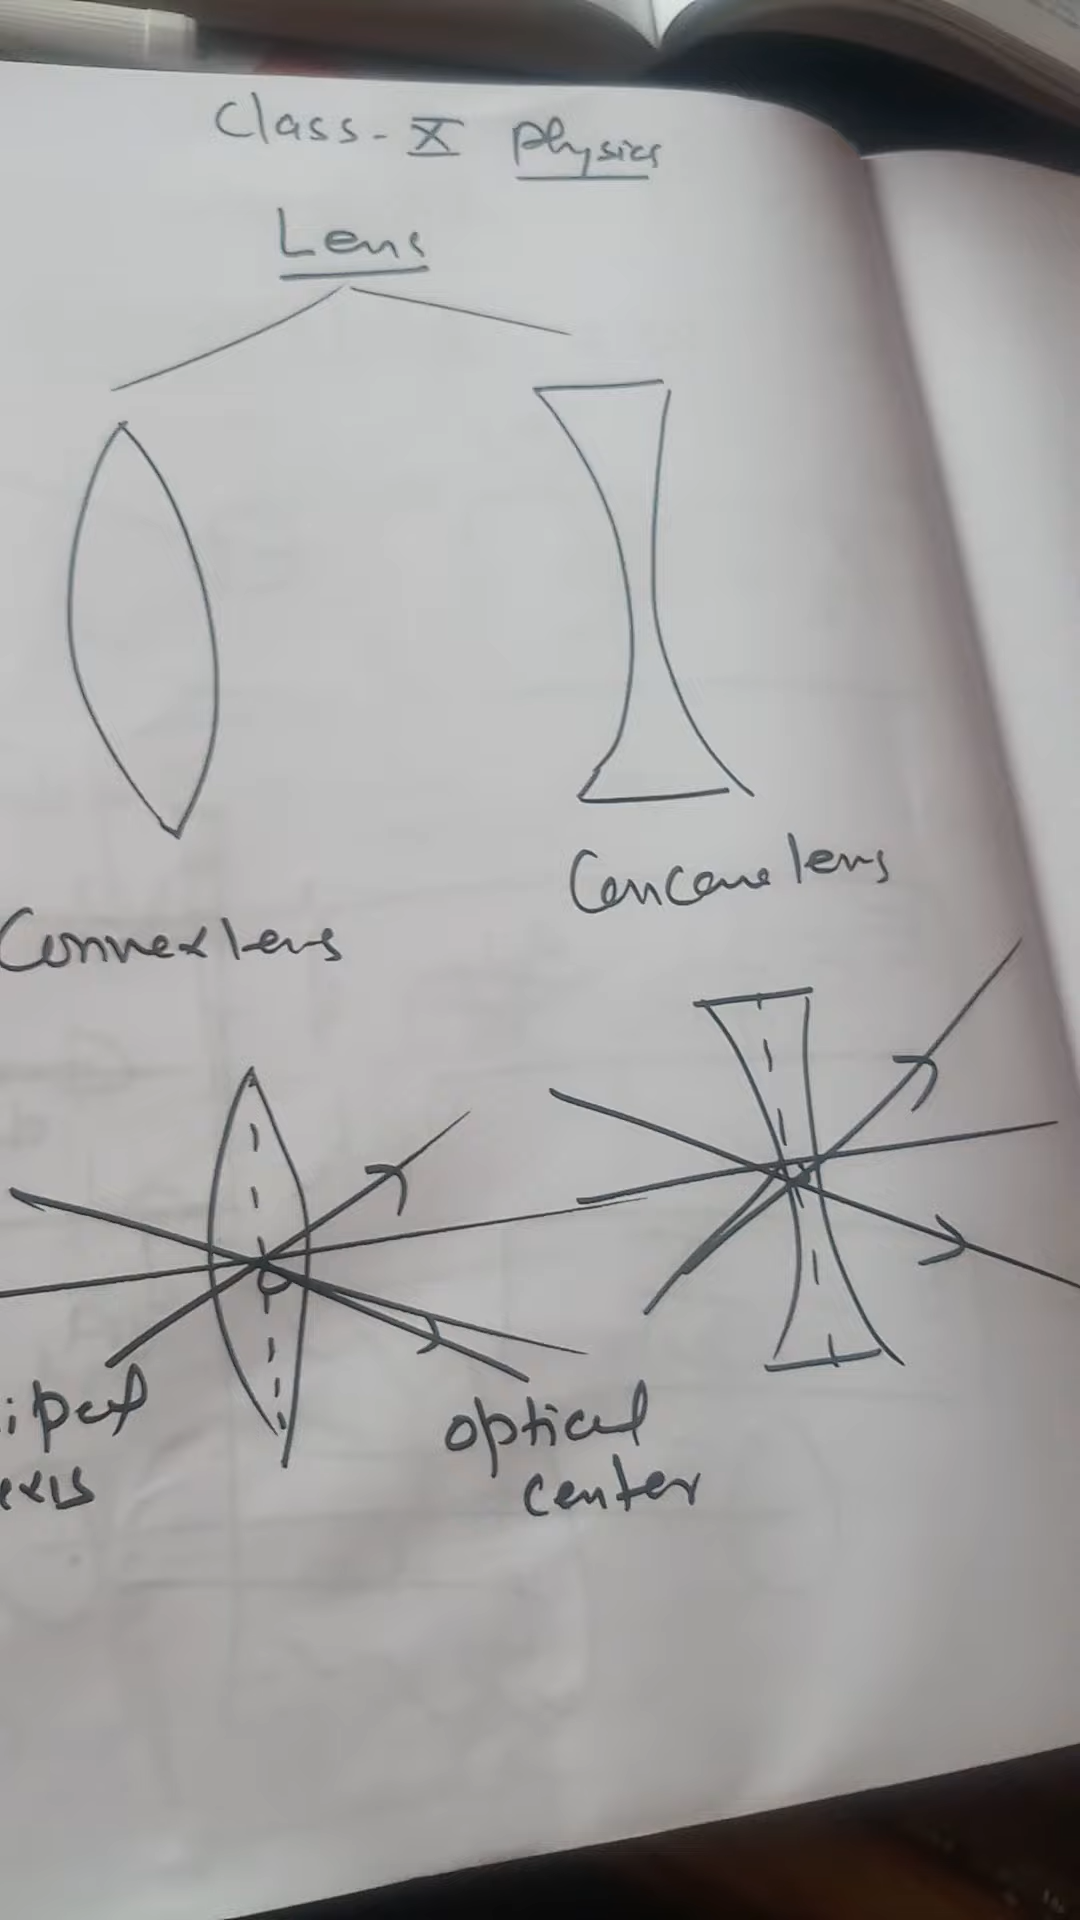 Class-X Physics
Lens
Concave lens
Convex lens
optical
center